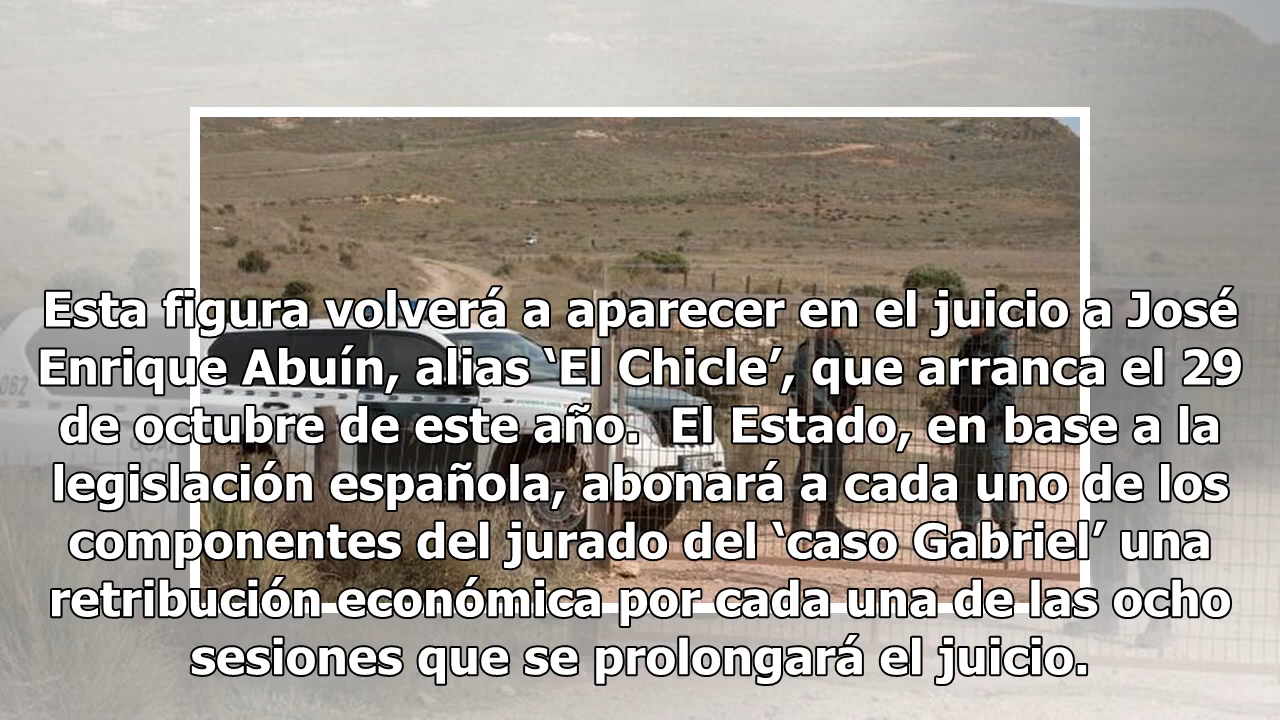 Esta figura volverá a aparecer en el juicio a José
Enrique Abuín, alias ‘El Chicle’, que arranca el 29
de octubre de este año.  El Estado, en base a la
legislación española, abonará a cada uno de los
componentes del jurado del ‘caso Gabriel’ una
retribución económica por cada una de las ocho
sesiones que se prolongará el juicio.
062